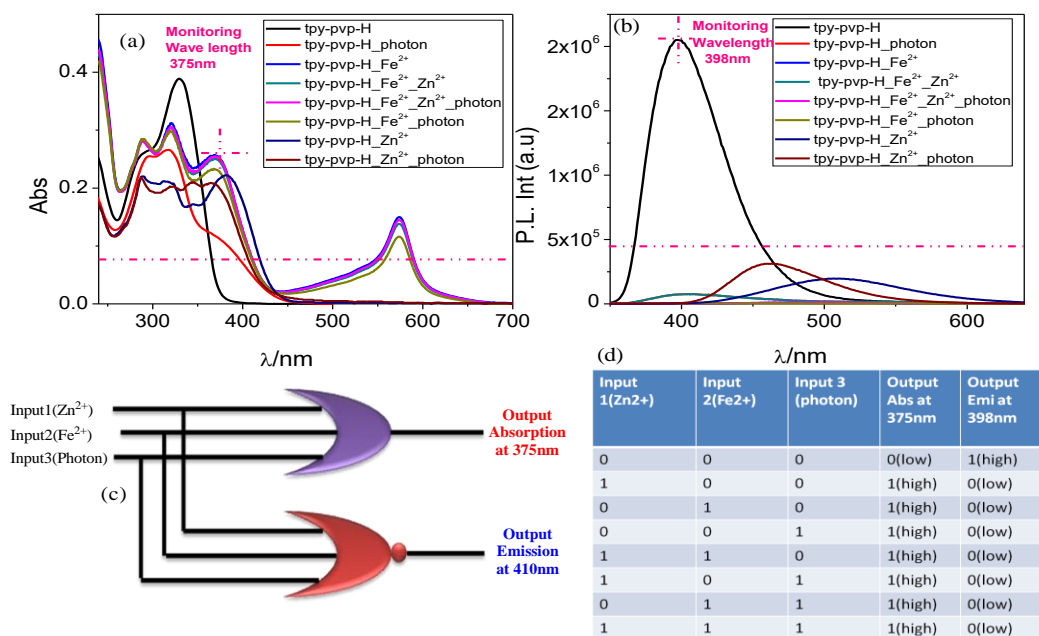 (a)
Monitoring
Wave length
375nm
tpy-pvp-H
tpy-pvp-H_photon
tpy-pvp-H_Fe²⁺
tpy-pvp-H_Fe²⁺_Zn²⁺
tpy-pvp-H_Fe²⁺_Zn²⁺_photon
tpy-pvp-H_Fe²⁺_photon
tpy-pvp-H_Zn²⁺
tpy-pvp-H_Zn²⁺_photon
Abs
0.4
0.2
0.0
300 400 500 600 700
λ/nm
(b)
Monitoring
Wavelength
398nm
tpy-pvp-H
tpy-pvp-H_photon
tpy-pvp-H_Fe²⁺
tpy-pvp-H_Fe²⁺_Zn²⁺
tpy-pvp-H_Fe²⁺_Zn²⁺_photon
tpy-pvp-H_Fe²⁺_photon
tpy-pvp-H_Zn²⁺
tpy-pvp-H_Zn²⁺_photon
P.L. Int (a.u)
2×10⁶
2×10⁶
1×10⁶
5×10⁵
0
400 500 600
λ/nm
Input1(Zn²⁺)
Input2(Fe²⁺)
Input3(Photon)
(c)
Output
Absorption
at 375nm
Output
Emission
at 410nm
(d)
Input 1(Zn2+) Input 2(Fe2+) Input 3 (photon) Output Abs at 375nm Output Emi at 398nm
0 0 0 0(low) 1(high)
1 0 0 1(high) 0(low)
0 1 0 1(high) 0(low)
0 0 1 1(high) 0(low)
1 1 0 1(high) 0(low)
1 0 1 1(high) 0(low)
0 1 1 1(high) 0(low)
1 1 1 1(high) 0(low)